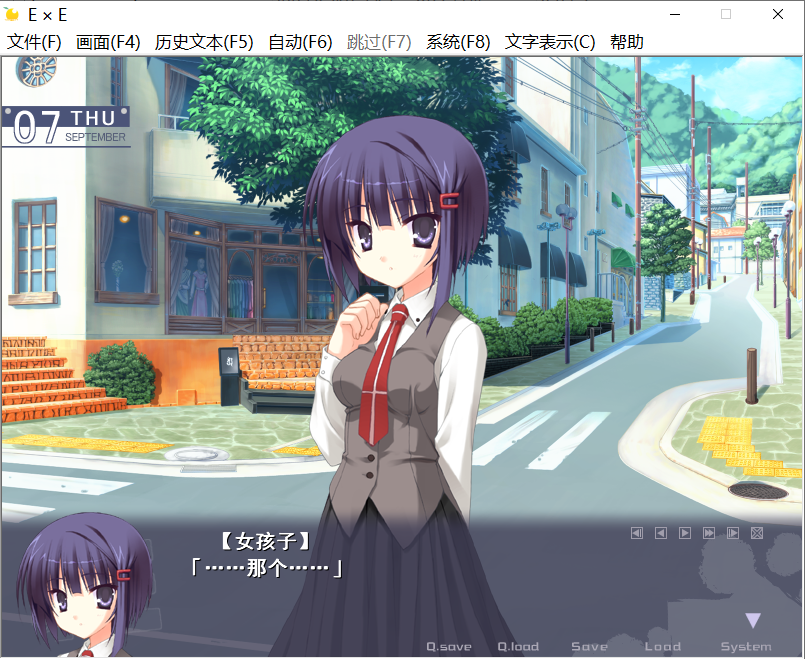 E × E
文件(F) 画面(F4) 历史文本(F5) 自动(F6) 跳过(F7) 系统(F8) 文字表示(C) 帮助
07 THU
SEPTEMBER
【女孩子】
「……那个……」
Q.save Q.load Save Load System